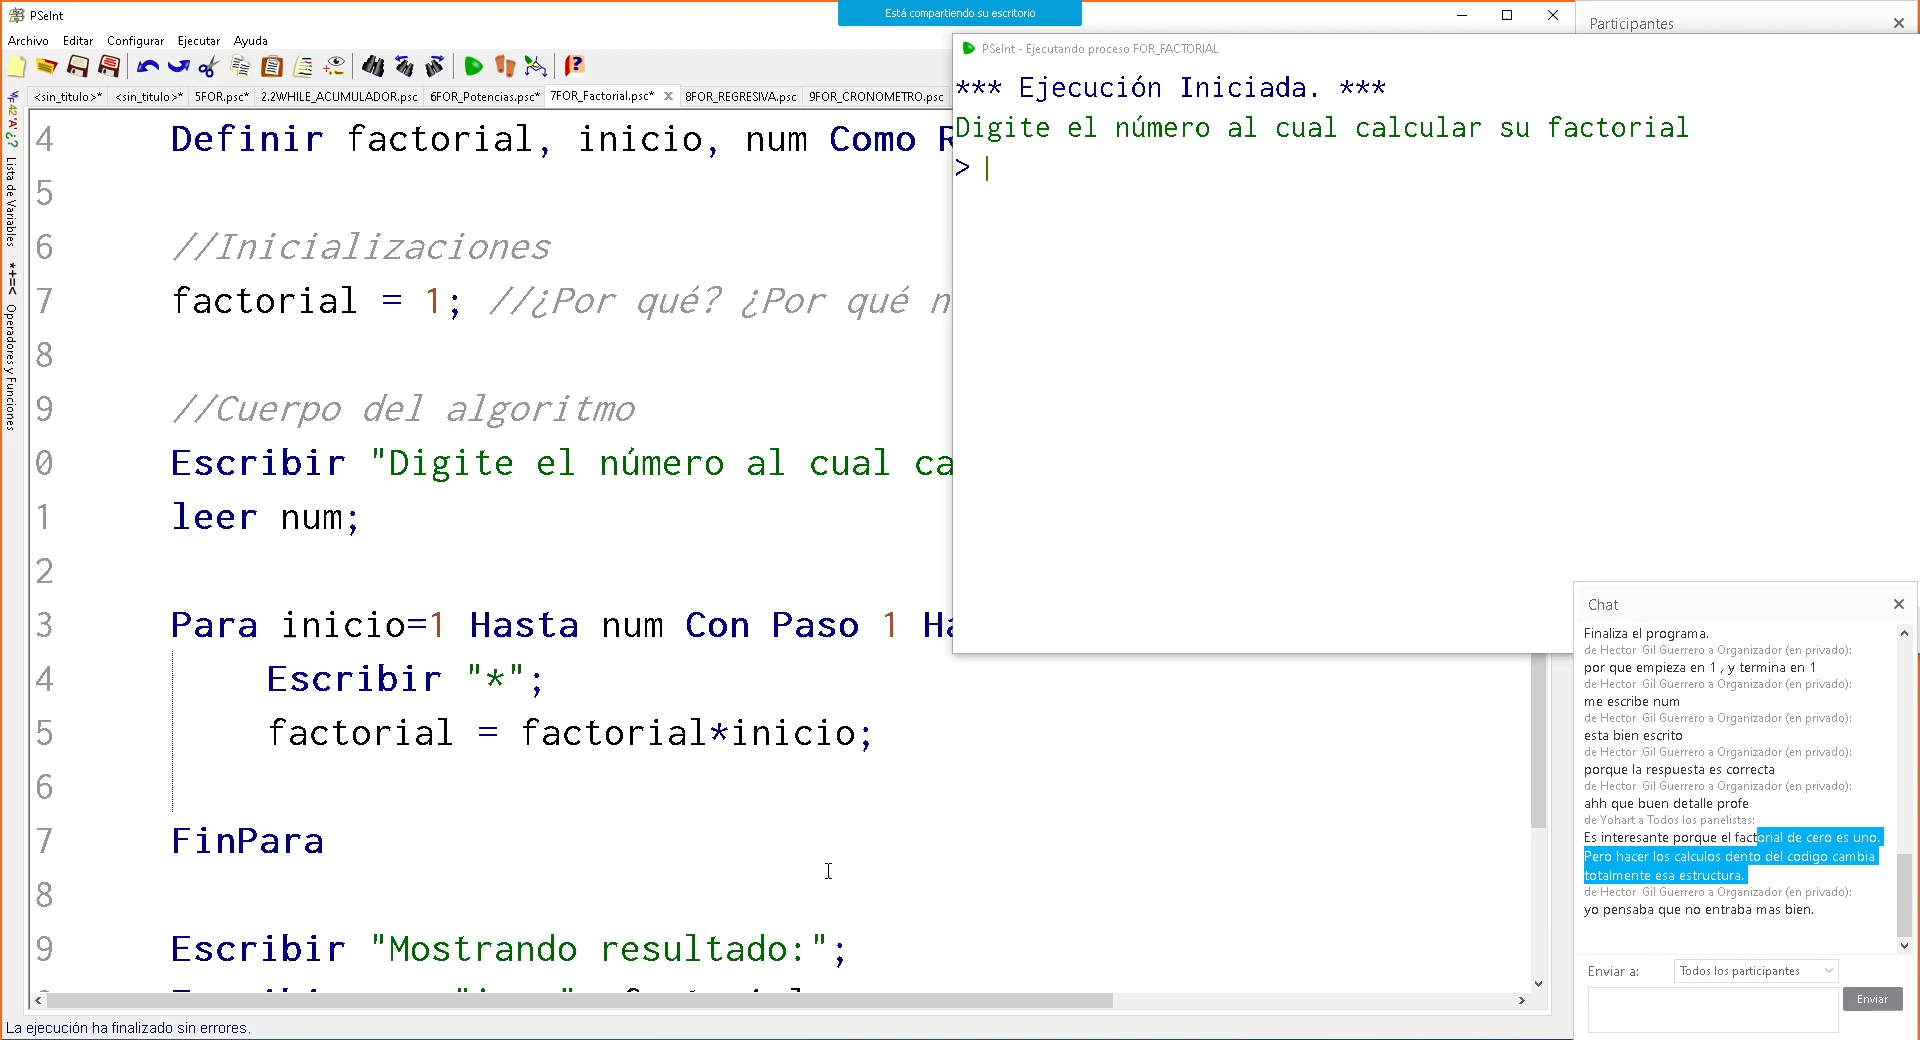 PSeInt
Está compartiendo su escritorio
Archivo Editar Configurar Ejecutar Ayuda
<sin_titulo>* <sin_titulo>* 5FOR.psc* 2.2WHILE_ACUMULADOR.psc 6FOR_Potencias.psc* 7FOR_Factorial.psc* 8FOR_REGRESIVA.psc 9FOR_CRONOMETRO.psc
Lista de Variables
Operadores y Funciones
4 Definir factorial, inicio, num Como
5
6 //Inicializaciones
7 factorial = 1; //¿Por qué? ¿Por qué n
8
9 //Cuerpo del algoritmo
0 Escribir "Digite el número al cual ca
1 leer num;
2
3 Para inicio=1 Hasta num Con Paso 1 Ha
4 Escribir "*";
5 factorial = factorial*inicio;
6
7 FinPara
8
9 Escribir "Mostrando resultado:";
La ejecución ha finalizado sin errores.
PSeInt - Ejecutando proceso FOR_FACTORIAL
*** Ejecución Iniciada. ***
Digite el número al cual calcular su factorial
>
Participantes
Chat
Finaliza el programa.
de Hector Gil Guerrero a Organizador (en privado):
por que empieza en 1 , y termina en 1
de Hector Gil Guerrero a Organizador (en privado):
me escribe num
de Hector Gil Guerrero a Organizador (en privado):
esta bien escrito
de Hector Gil Guerrero a Organizador (en privado):
porque la respuesta es correcta
de Hector Gil Guerrero a Organizador (en privado):
ahh que buen detalle profe
de Yohart a Todos los panelistas:
Es interesante porque el factorial de cero es uno.
Pero hacer los calculos dento del codigo cambia
totalmente esa estructura.
de Hector Gil Guerrero a Organizador (en privado):
yo pensaba que no entraba mas bien.
Enviar a: Todos los participantes
Enviar